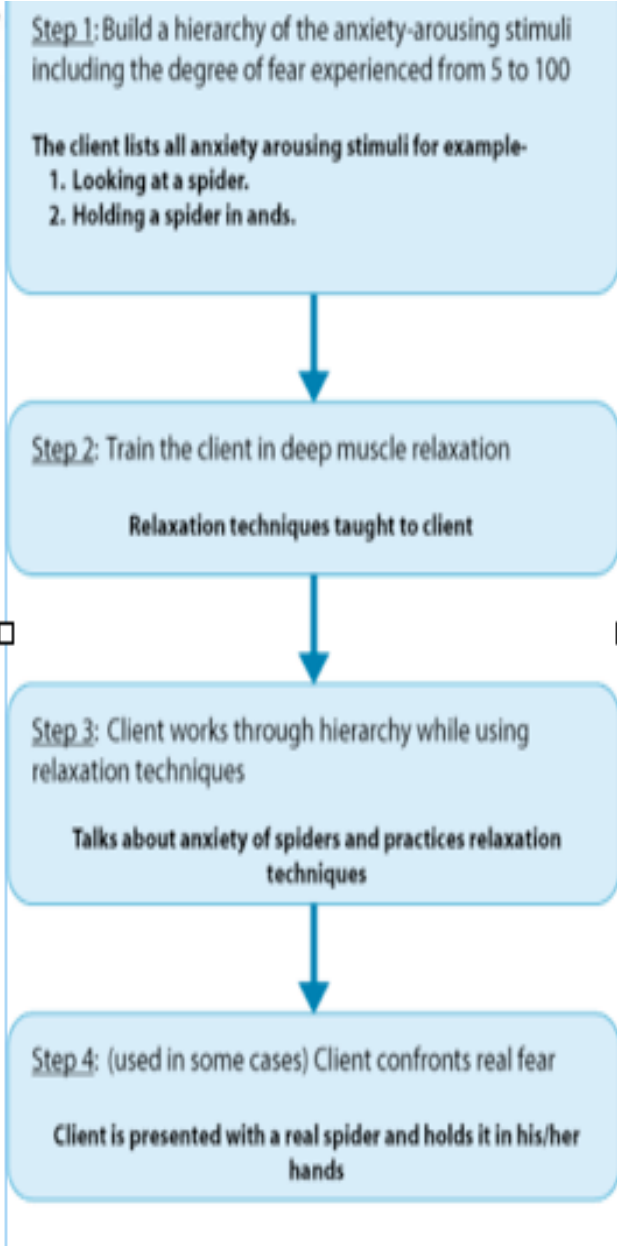 Step 1: Build a hierarchy of the anxiety-arousing stimuli
including the degree of fear experienced from 5 to 100
The client lists all anxiety arousing stimuli for example-
1. Looking at a spider.
2. Holding a spider in ands.
Step 2: Train the client in deep muscle relaxation
Relaxation techniques taught to client
Step 3: Client works through hierarchy while using
relaxation techniques
Talks about anxiety of spiders and practices relaxation
techniques
Step 4: (used in some cases) Client confronts real fear
Client is presented with a real spider and holds it in his/her
hands